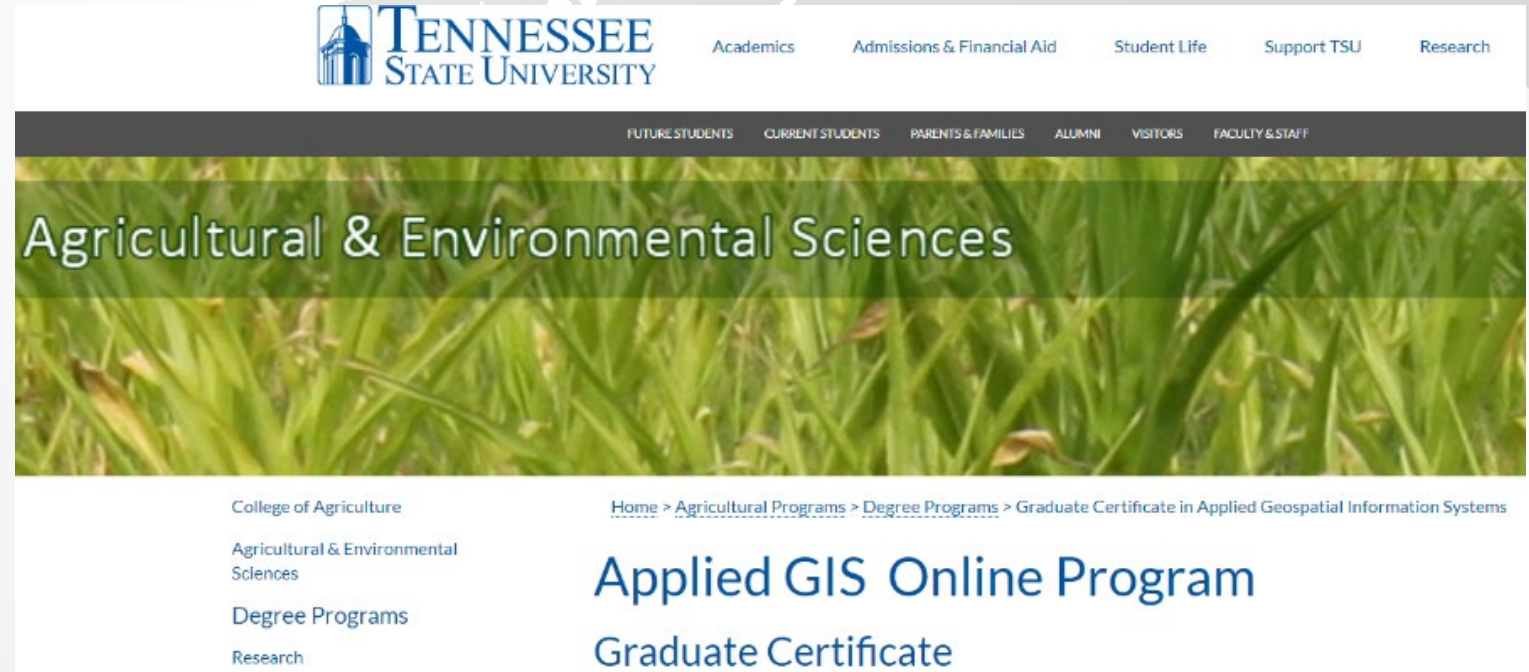 TENNESSEE
STATE UNIVERSITY
Academics Admissions & Financial Aid Student Life Support TSU Research
FUTURE STUDENTS CURRENT STUDENTS PARENTS & FAMILIES ALUMNI VISITORS FACULTY & STAFF
Agricultural & Environmental Sciences
College of Agriculture
Agricultural & Environmental
Sciences
Degree Programs
Research
Home > Agricultural Programs > Degree Programs > Graduate Certificate in Applied Geospatial Information Systems
Applied GIS Online Program
Graduate Certificate